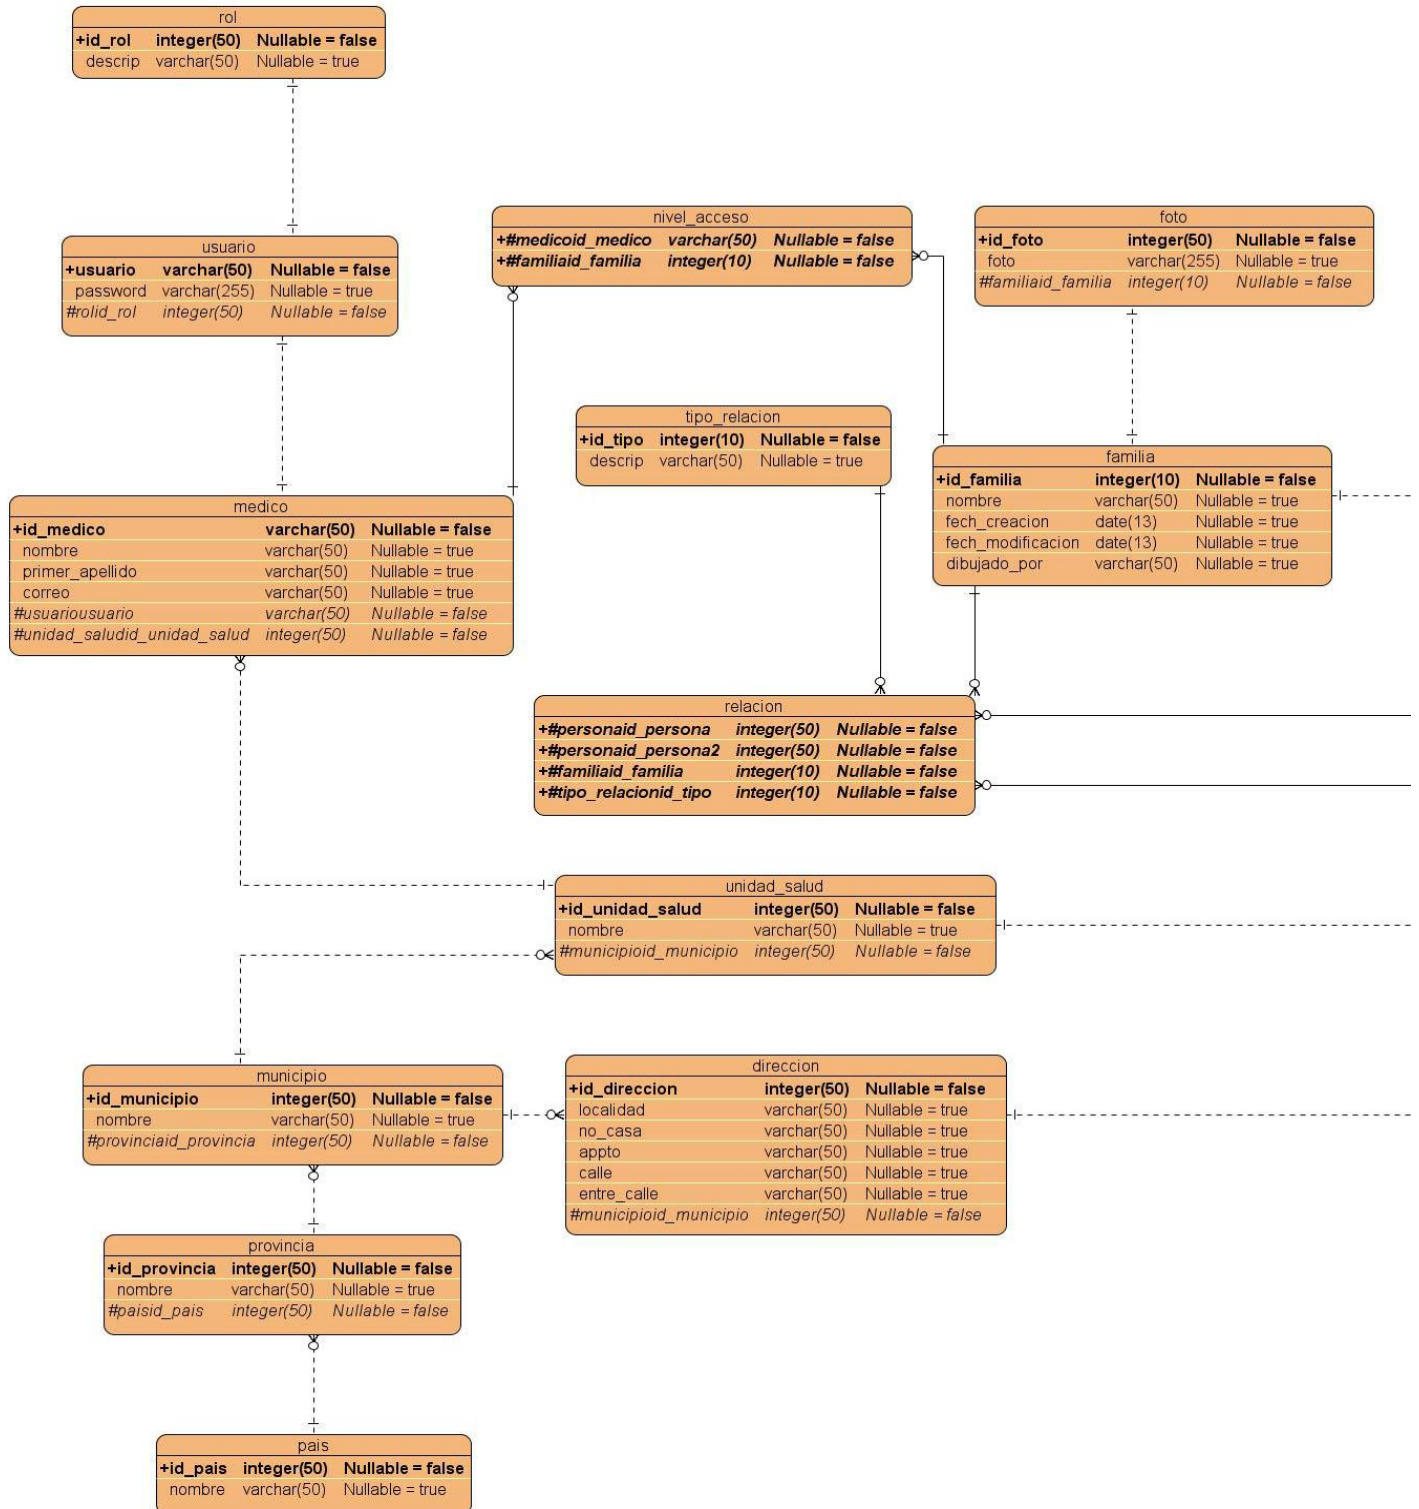 rol
+id_rol integer(50) Nullable = false
descrip varchar(50) Nullable = true
usuario
+usuario varchar(50) Nullable = false
password varchar(255) Nullable = true
#rolid_rol integer(50) Nullable = false
nivel_acceso
+#medicoid_medico varchar(50) Nullable = false
+#familiaid_familia integer(10) Nullable = false
foto
+id_foto integer(50) Nullable = false
foto varchar(255) Nullable = true
#familiaid_familia integer(10) Nullable = false
tipo_relacion
+id_tipo integer(10) Nullable = false
descrip varchar(50) Nullable = true
familia
+id_familia integer(10) Nullable = false
nombre varchar(50) Nullable = true
fech_creacion date(13) Nullable = true
fech_modificacion date(13) Nullable = true
dibujado_por varchar(50) Nullable = true
medico
+id_medico varchar(50) Nullable = false
nombre varchar(50) Nullable = true
primer_apellido varchar(50) Nullable = true
correo varchar(50) Nullable = true
#usuariousuario varchar(50) Nullable = false
#unidad_saludid_unidad_salud integer(50) Nullable = false
relacion
+#personaid_persona integer(50) Nullable = false
+#personaid_persona2 integer(50) Nullable = false
+#familiaid_familia integer(10) Nullable = false
+#tipo_relacionid_tipo integer(10) Nullable = false
unidad_salud
+id_unidad_salud integer(50) Nullable = false
nombre varchar(50) Nullable = true
#municipioid_municipio integer(50) Nullable = false
municipio
+id_municipio integer(50) Nullable = false
nombre varchar(50) Nullable = true
#provinciaid_provincia integer(50) Nullable = false
direccion
+id_direccion integer(50) Nullable = false
localidad varchar(50) Nullable = true
no_casa varchar(50) Nullable = true
appto varchar(50) Nullable = true
calle varchar(50) Nullable = true
entre_calle varchar(50) Nullable = true
#municipioid_municipio integer(50) Nullable = false
provincia
+id_provincia integer(50) Nullable = false
nombre varchar(50) Nullable = true
#paisid_pais integer(50) Nullable = false
pais
+id_pais integer(50) Nullable = false
nombre varchar(50) Nullable = true